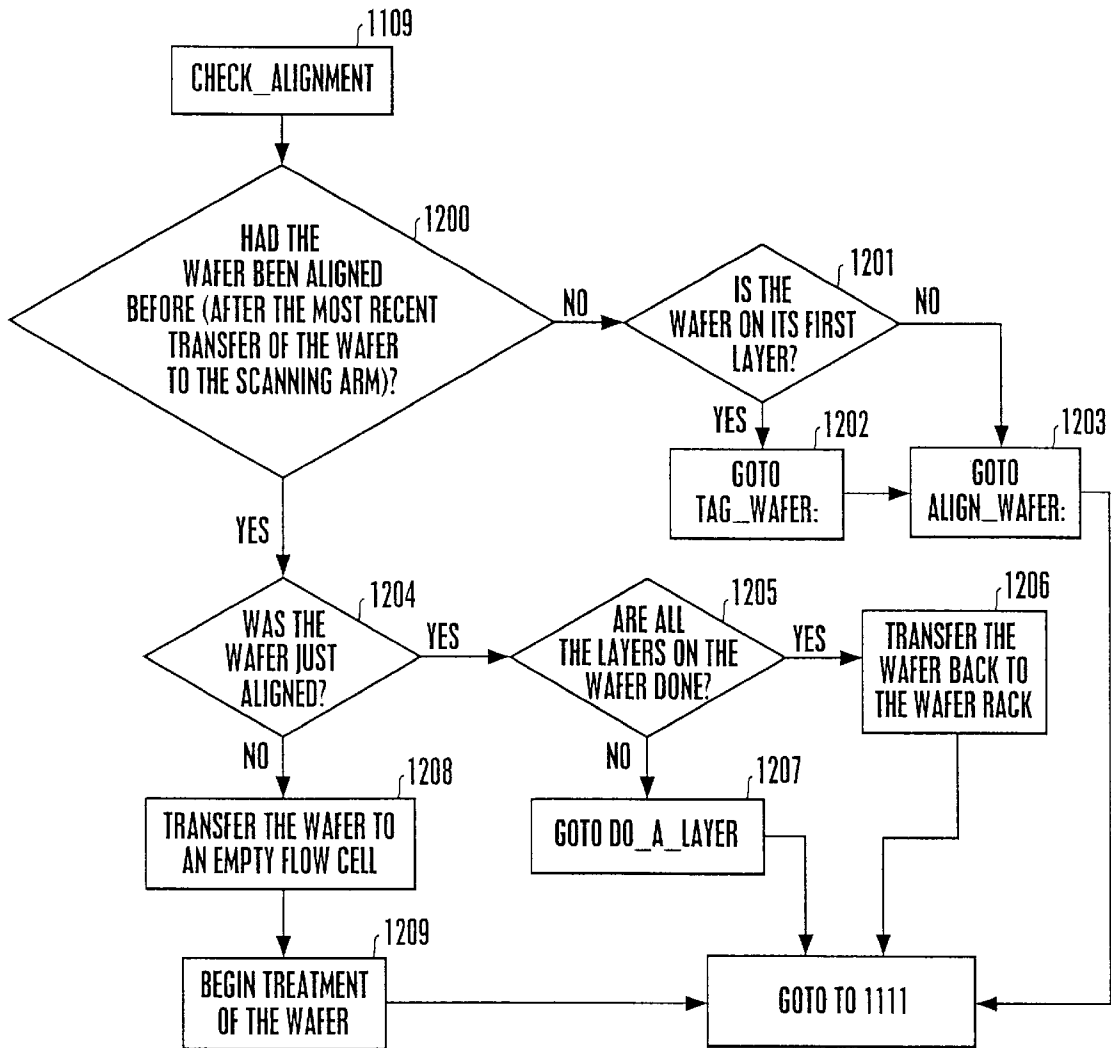 1109
CHECK_ALIGNMENT
1200
HAD THE
WAFER BEEN ALIGNED
BEFORE (AFTER THE MOST RECENT
TRANSFER OF THE WAFER
TO THE SCANNING ARM)?
NO
1201
IS THE
WAFER ON ITS FIRST
LAYER?
NO
YES
1202
GOTO
TAG_WAFER:
1203
GOTO
ALIGN_WAFER:
YES
1204
WAS THE
WAFER JUST
ALIGNED?
YES
1205
ARE ALL
THE LAYERS ON THE
WAFER DONE?
YES
1206
TRANSFER THE
WAFER BACK TO
THE WAFER RACK
NO
1208
TRANSFER THE WAFER TO
AN EMPTY FLOW CELL
NO
1207
GOTO DO_A_LAYER
1209
BEGIN TREATMENT
OF THE WAFER
GOTO TO 1111